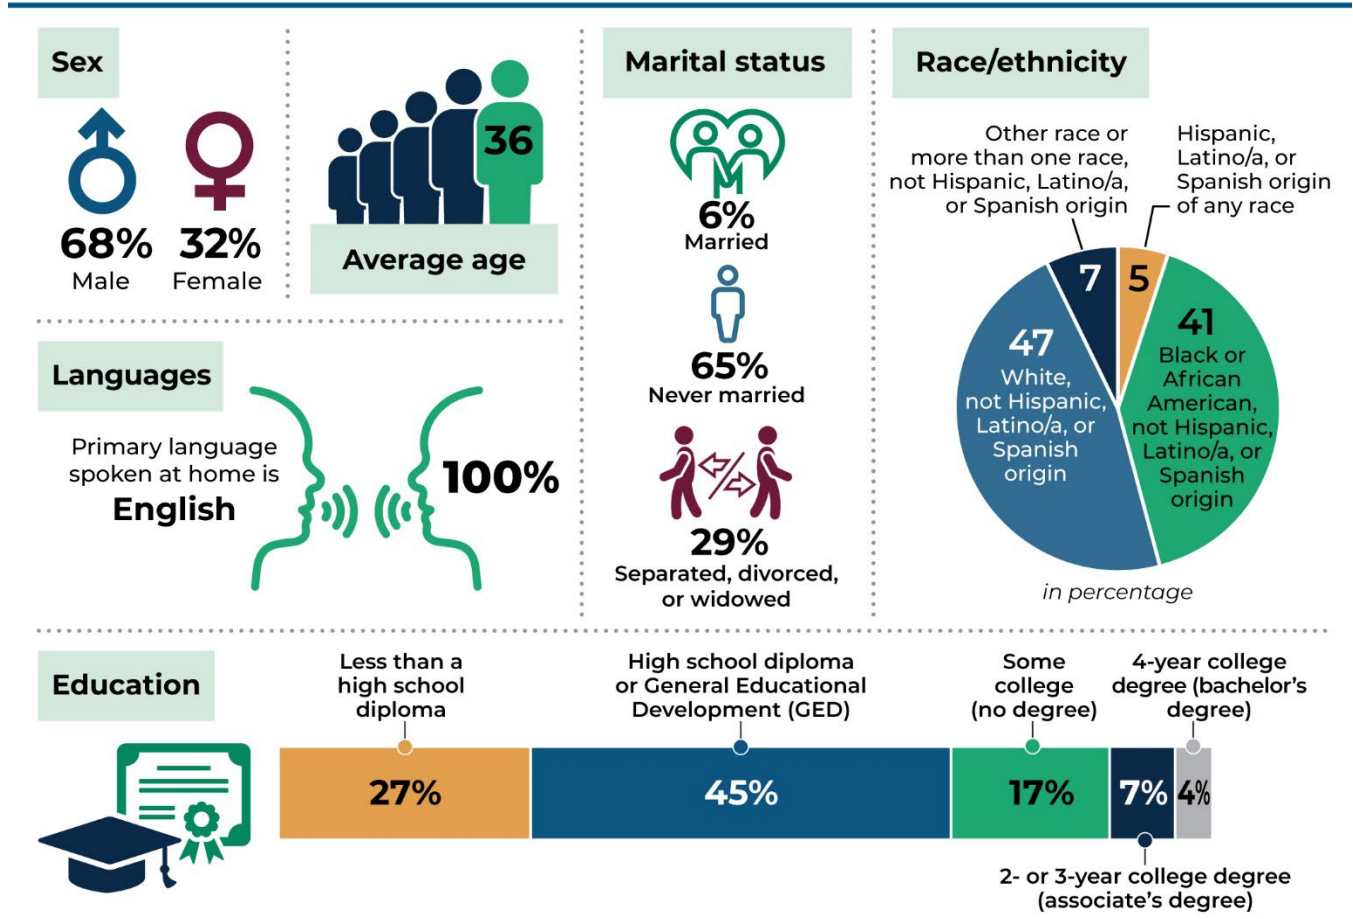 Sex
68%
Male
32%
Female
36
Average age
Languages
Primary language
spoken at home is
English
100%
Marital status
6%
Married
65%
Never married
29%
Separated, divorced,
or widowed
Race/ethnicity
Other race or
more than one race,
not Hispanic, Latino/a,
or Spanish origin
Hispanic,
Latino/a, or
Spanish origin
of any race
7
5
47
White,
not Hispanic,
Latino/a, or
Spanish
origin
41
Black or
African
American,
not Hispanic,
Latino/a, or
Spanish
origin
in percentage
Education
Less than a
high school
diploma
High school diploma
or General Educational
Development (GED)
Some
college
(no degree)
4-year college
degree (bachelor’s
degree)
27%
45%
17%
7%
4%
2- or 3-year college degree
(associate’s degree)